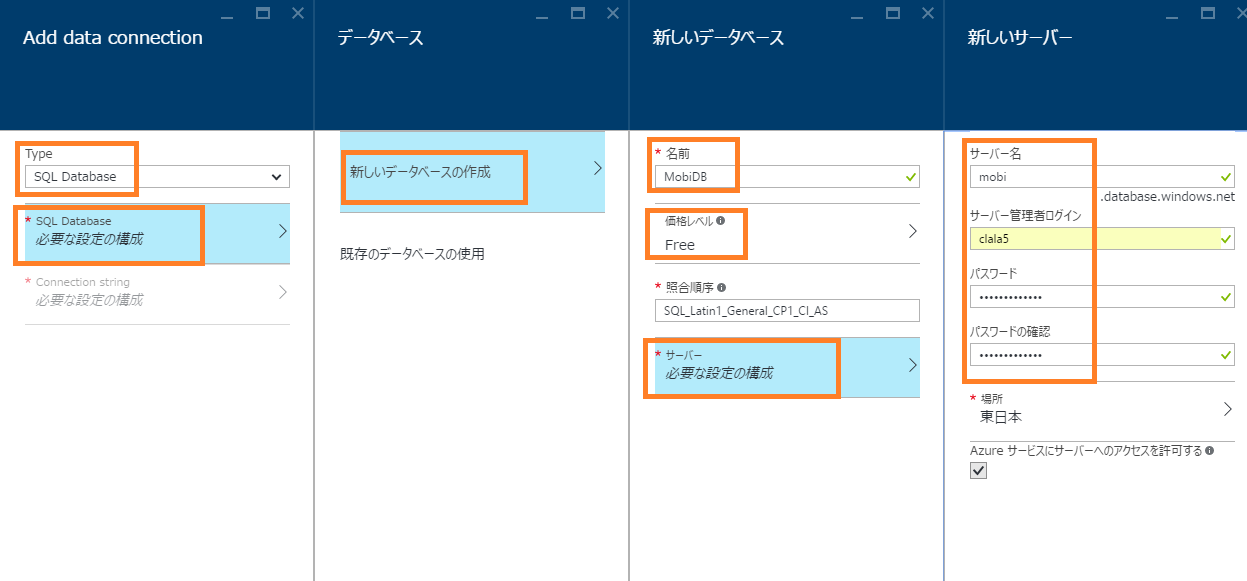 Add data connection
Type
SQL Database
* SQL Database
必要な設定の構成
* Connection string
必要な設定の構成
データベース
新しいデータベースの作成
既存のデータベースの使用
新しいデータベース
* 名前
MobiDB
価格レベル
Free
* 照合順序
SQL_Latin1_General_CP1_CI_AS
* サーバー
必要な設定の構成
新しいサーバー
サーバー名
mobi
.database.windows.net
サーバー管理者ログイン
clala5
パスワード
•••••••••••••
パスワードの確認
•••••••••••••
* 場所
東日本
Azure サービスにサーバーへのアクセスを許可する